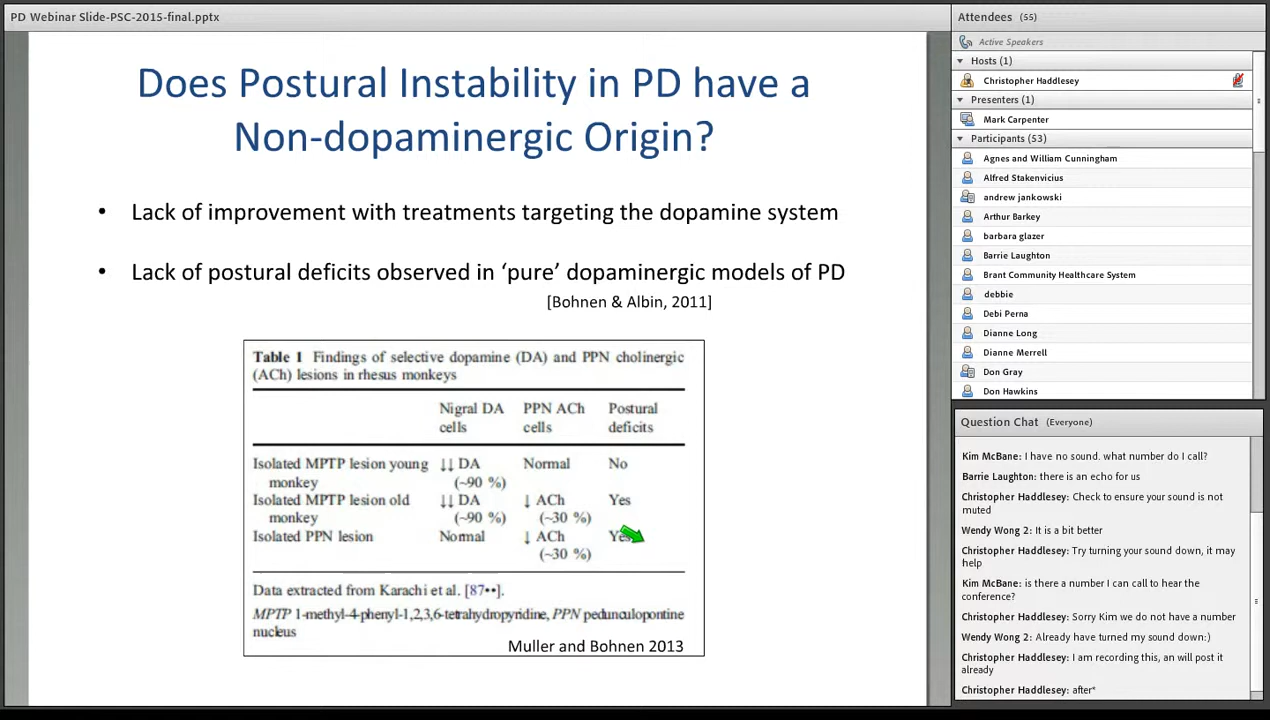 PD Webinar Slide-PSC-2015-final.pptx
Does Postural Instability in PD have a
Non-dopaminergic Origin?
• Lack of improvement with treatments targeting the dopamine system
• Lack of postural deficits observed in ‘pure’ dopaminergic models of PD
[Bohnen & Albin, 2011]
Table 1 Findings of selective dopamine (DA) and PPN cholinergic
(ACh) lesions in rhesus monkeys
Nigral DA PPN ACh Postural
cells cells deficits
Isolated MPTP lesion young ↓↓ DA Normal No
monkey (~90 %)
Isolated MPTP lesion old ↓↓ DA ↓ ACh Yes
monkey (~90 %) (~30 %)
Isolated PPN lesion Normal ↓ ACh Yes
(~30 %)
Data extracted from Karachi et al. [87••].
MPTP 1-methyl-4-phenyl-1,2,3,6-tetrahydropyridine, PPN pedunculopontine
nucleus
Muller and Bohnen 2013
Attendees (55)
Active Speakers
Hosts (1)
Christopher Haddlesey
Presenters (1)
Mark Carpenter
Participants (53)
Agnes and William Cunningham
Alfred Stakenvicius
andrew jankowski
Arthur Barkey
barbara glazer
Barrie Laughton
Brant Community Healthcare System
debbie
Debi Perna
Dianne Long
Dianne Merrell
Don Gray
Don Hawkins
Question Chat (Everyone)
Kim McBane: I have no sound. what number do I call?
Barrie Laughton: there is an echo for us
Christopher Haddlesey: Check to ensure your sound is not
muted
Wendy Wong 2: It is a bit better
Christopher Haddlesey: Try turning your sound down, it may
help
Kim McBane: is there a number I can call to hear the
conference?
Christopher Haddlesey: Sorry Kim we do not have a number
Wendy Wong 2: Already have turned my sound down:)
Christopher Haddlesey: I am recording this, an will post it
already
Christopher Haddlesey: after*